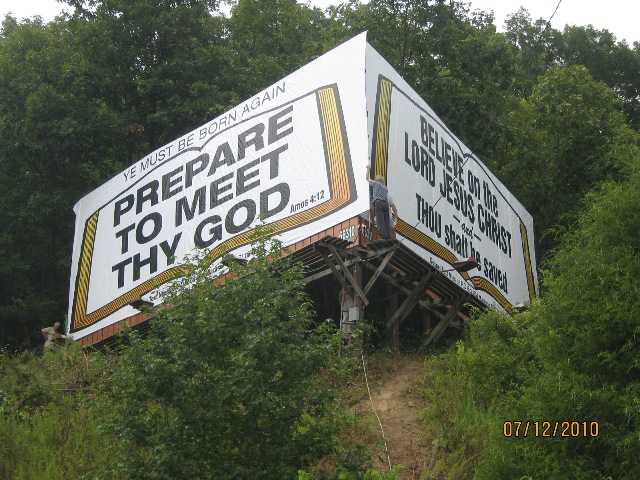 YE MUST BE BORN AGAIN
PREPARE
TO MEET
THY GOD
Amos 4:12
BELIEVE on the
LORD JESUS CHRIST
and
THOU shalt be saved
07/12/2010